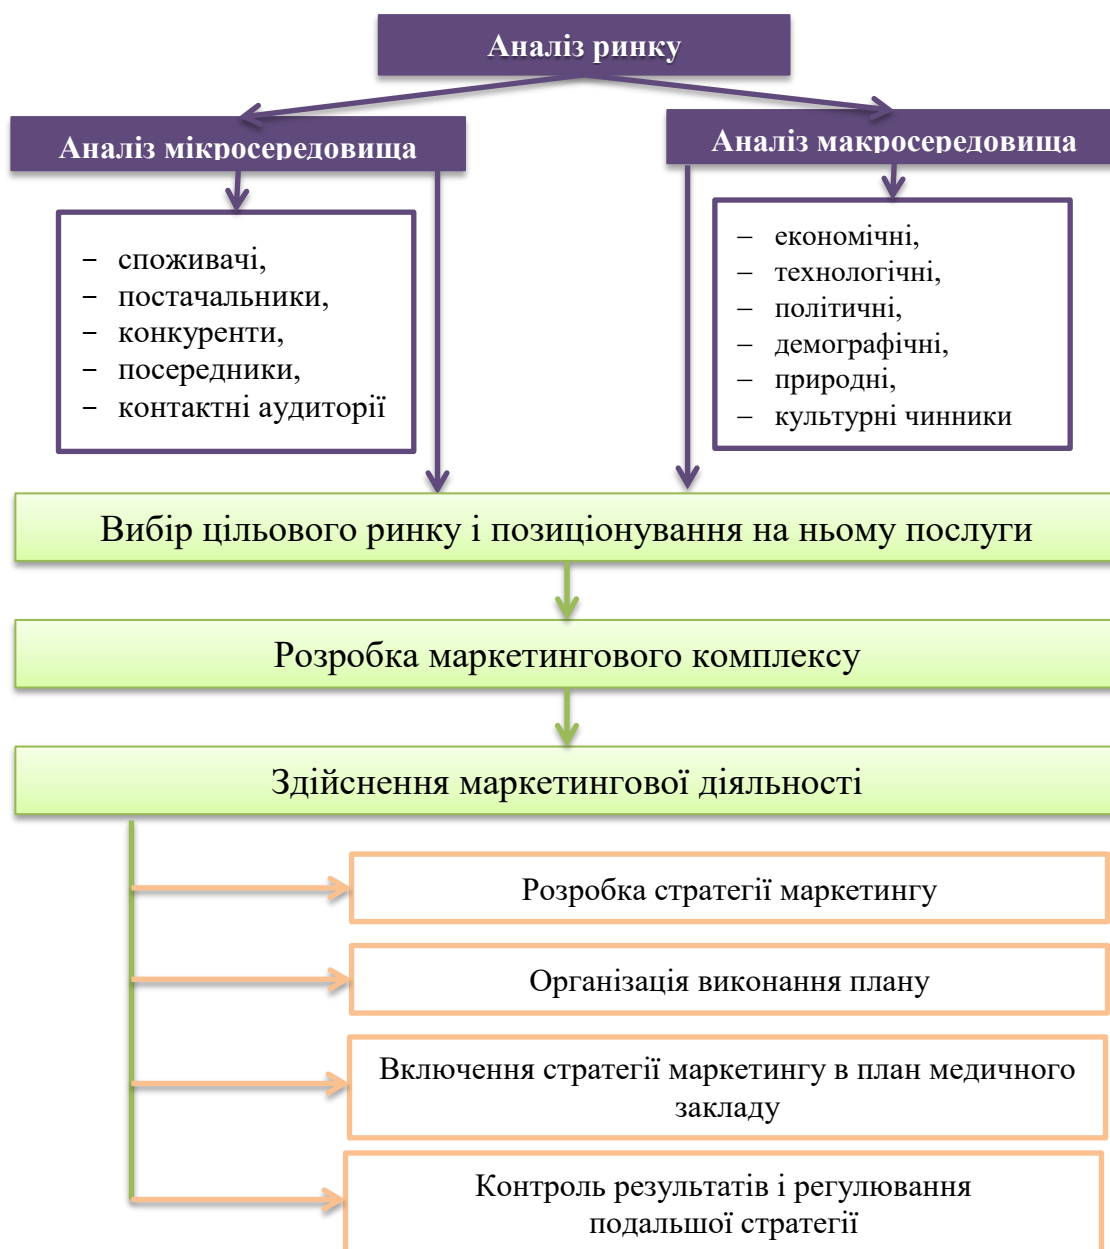 Аналіз ринку
Аналіз мікросередовища
Аналіз макросередовища
- споживачі,
- постачальники,
- конкуренти,
- посередники,
- контактні аудиторії
– економічні,
– технологічні,
– політичні,
– демографічні,
– природні,
– культурні чинники
Вибір цільового ринку і позиціонування на ньому послуги
Розробка маркетингового комплексу
Здійснення маркетингової діяльності
Розробка стратегії маркетингу
Організація виконання плану
Включення стратегії маркетингу в план медичного
закладу
Контроль результатів і регулювання
подальшої стратегії